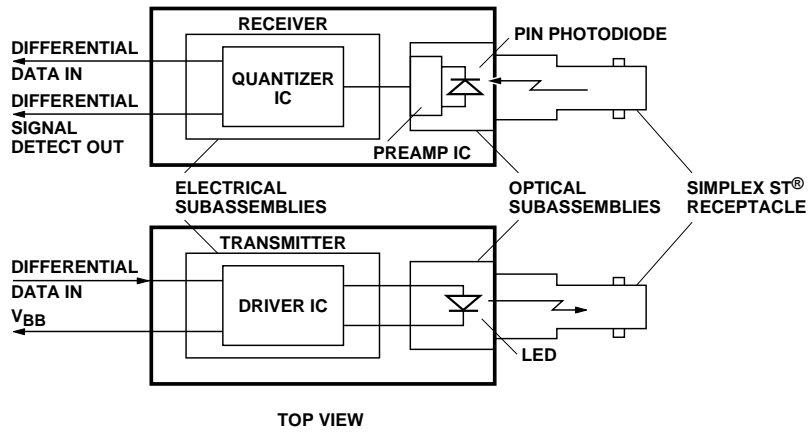 RECEIVER
PIN PHOTODIODE
DIFFERENTIAL
DATA IN
QUANTIZER
IC
DIFFERENTIAL
SIGNAL
DETECT OUT
PREAMP IC
ELECTRICAL
SUBASSEMBLIES
OPTICAL
SUBASSEMBLIES
SIMPLEX ST®
RECEPTACLE
TRANSMITTER
DIFFERENTIAL
DATA IN
DRIVER IC
VBB
LED
TOP VIEW